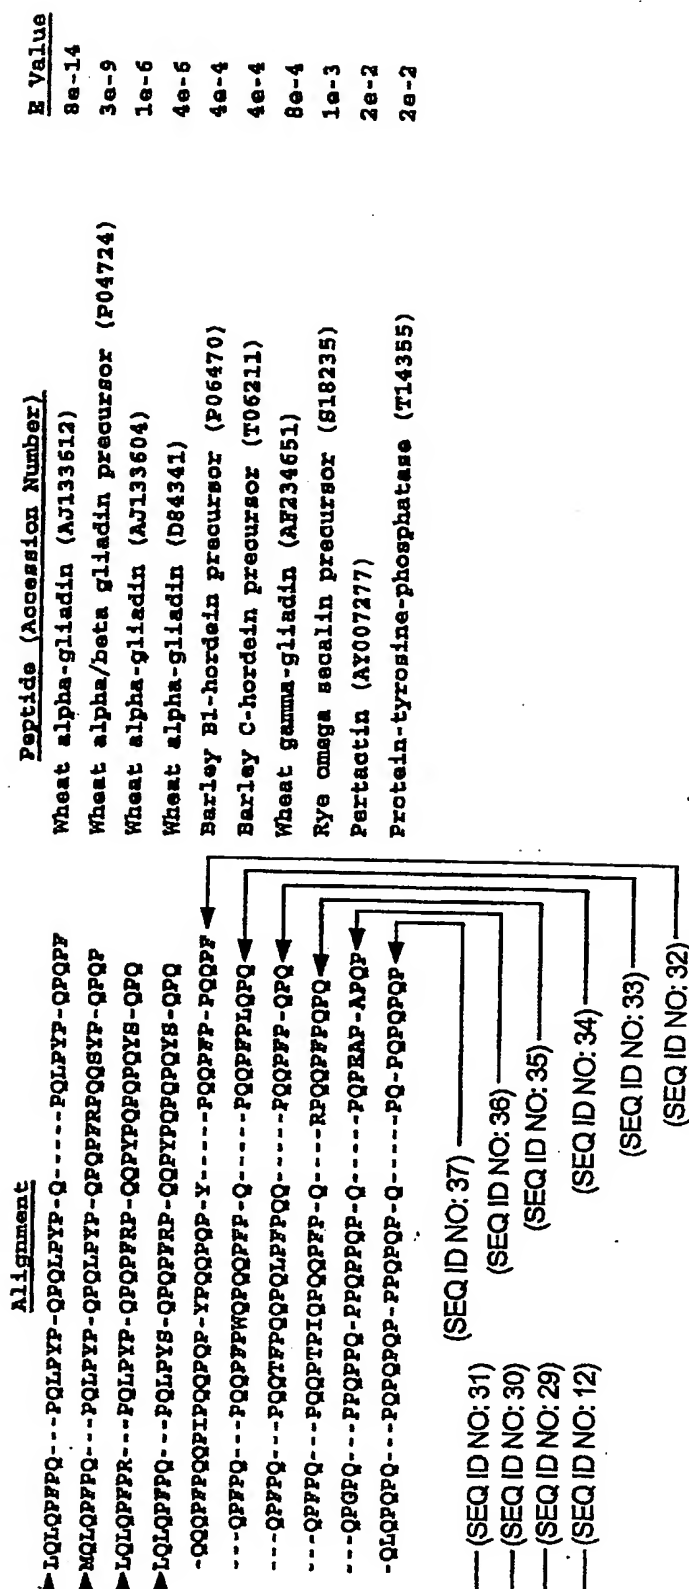 Alignment Peptide (Accession Number) E Value
LQLQPFPQ---PQLPYP-QPQLPYP-Q-----PQLPYP-QPQPF Wheat alpha-gliadin (AJ133612) 8e-14
MQLQPFPQ---PQLPYP-QPQLPYP-QPQPFRPQQSYP-QPQP Wheat alpha/beta gliadin precursor (P04724) 3e-9
LQLQPFPR---PQLPYP-QPQPFRP-QQPYPQPQPQYS-QPQ Wheat alpha-gliadin (AJ133604) 1e-6
LQLQPFPQ---PQLPYS-QPQPFRP-QQPYPQPQPQYS-QPQ Wheat alpha-gliadin (D84341) 4e-6
-QQQPFPQQPIPQQPQP-YPQQPQP-Y------PQQPFP-PQQPF Barley B1-hordein precursor (P06470) 4e-4
---QPFPQ---PQQPFPWQPQQPFP-Q-----PQQPFPLQPQ Barley C-hordein precursor (T06211) 4e-4
---QPFPQ---PQQTFPQQPQLPFPQQ-----PQQPFP-QPQ Wheat gamma-gliadin (AF234651) 8e-4
---QPFPQ---PQQPTPIQPQQPFP-Q----RPQQPFPPQPQ Rye omega secalin precursor (S18235) 1e-3
---QPGPQ---PPQPPQ-PPQPPQP-Q-----PQPEAP-APQP Pertactin (AY007277) 2e-2
-QLQPQPQ---PQPQPQP-PPQPQP-Q-----PQ-PQPQPQP Protein-tyrosine-phosphatase (T14355) 2e-2
(SEQ ID NO: 37)
(SEQ ID NO: 31) (SEQ ID NO: 36)
(SEQ ID NO: 30) (SEQ ID NO: 35)
(SEQ ID NO: 29) (SEQ ID NO: 34)
(SEQ ID NO: 12) (SEQ ID NO: 33)
(SEQ ID NO: 32)